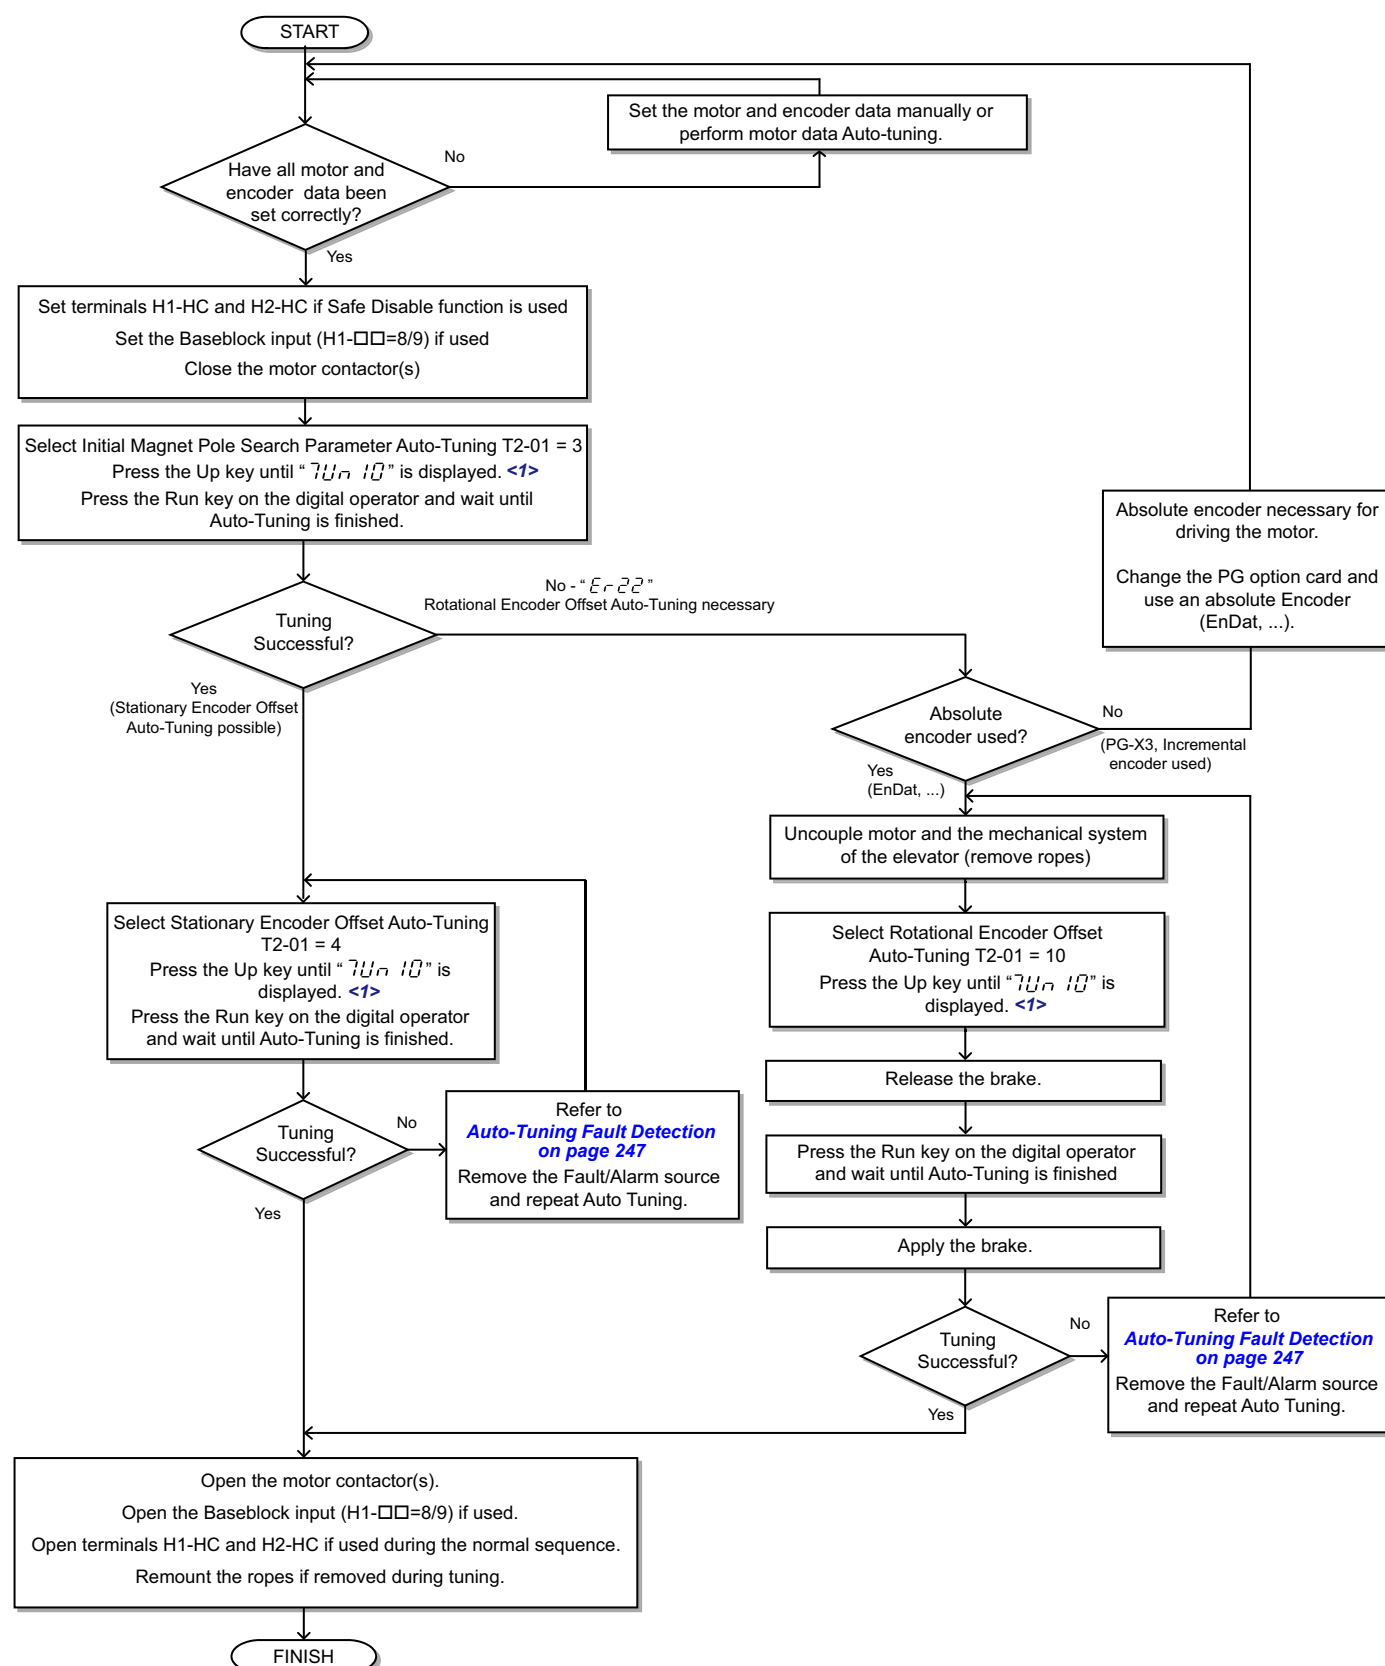 START
Set the motor and encoder data manually or
perform motor data Auto-tuning.
No
Have all motor and
encoder data been
set correctly?
Yes
Set terminals H1-HC and H2-HC if Safe Disable function is used
Set the Baseblock input (H1-□□=8/9) if used
Close the motor contactor(s)
Select Initial Magnet Pole Search Parameter Auto-Tuning T2-01 = 3
Press the Up key until “ TUn 10 ” is displayed. <1>
Press the Run key on the digital operator and wait until
Auto-Tuning is finished.
Absolute encoder necessary for
driving the motor.
Change the PG option card and
use an absolute Encoder
(EnDat, ...).
No - “ Er22 ”
Rotational Encoder Offset Auto-Tuning necessary
Tuning
Successful?
Yes
(Stationary Encoder Offset
Auto-Tuning possible)
Absolute
encoder used?
No
(PG-X3, Incremental
encoder used)
Yes
(EnDat, ...)
Uncouple motor and the mechanical system
of the elevator (remove ropes)
Select Stationary Encoder Offset Auto-Tuning
T2-01 = 4
Press the Up key until “ TUn 10 ” is
displayed. <1>
Press the Run key on the digital operator
and wait until Auto-Tuning is finished.
Select Rotational Encoder Offset
Auto-Tuning T2-01 = 10
Press the Up key until “TUn 10” is
displayed. <1>
Release the brake.
Tuning
Successful?
No
Refer to
Auto-Tuning Fault Detection
on page 247
Remove the Fault/Alarm source
and repeat Auto Tuning.
Yes
Press the Run key on the digital operator
and wait until Auto-Tuning is finished
Apply the brake.
Tuning
Successful?
No
Refer to
Auto-Tuning Fault Detection
on page 247
Remove the Fault/Alarm source
and repeat Auto Tuning.
Yes
Open the motor contactor(s).
Open the Baseblock input (H1-□□=8/9) if used.
Open terminals H1-HC and H2-HC if used during the normal sequence.
Remount the ropes if removed during tuning.
FINISH